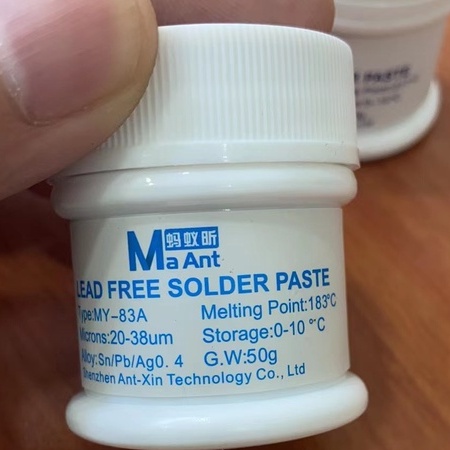 蚂蚁昕
Ma Ant
LEAD FREE SOLDER PASTE
Type:MY-83A
Melting Point:183°C
Microns:20-38um
Storage:0-10 °C
Alloy:Sn/Pb/Ag0. 4
G.W:50g
Shenzhen Ant-Xin Technology Co., Ltd
PASTE